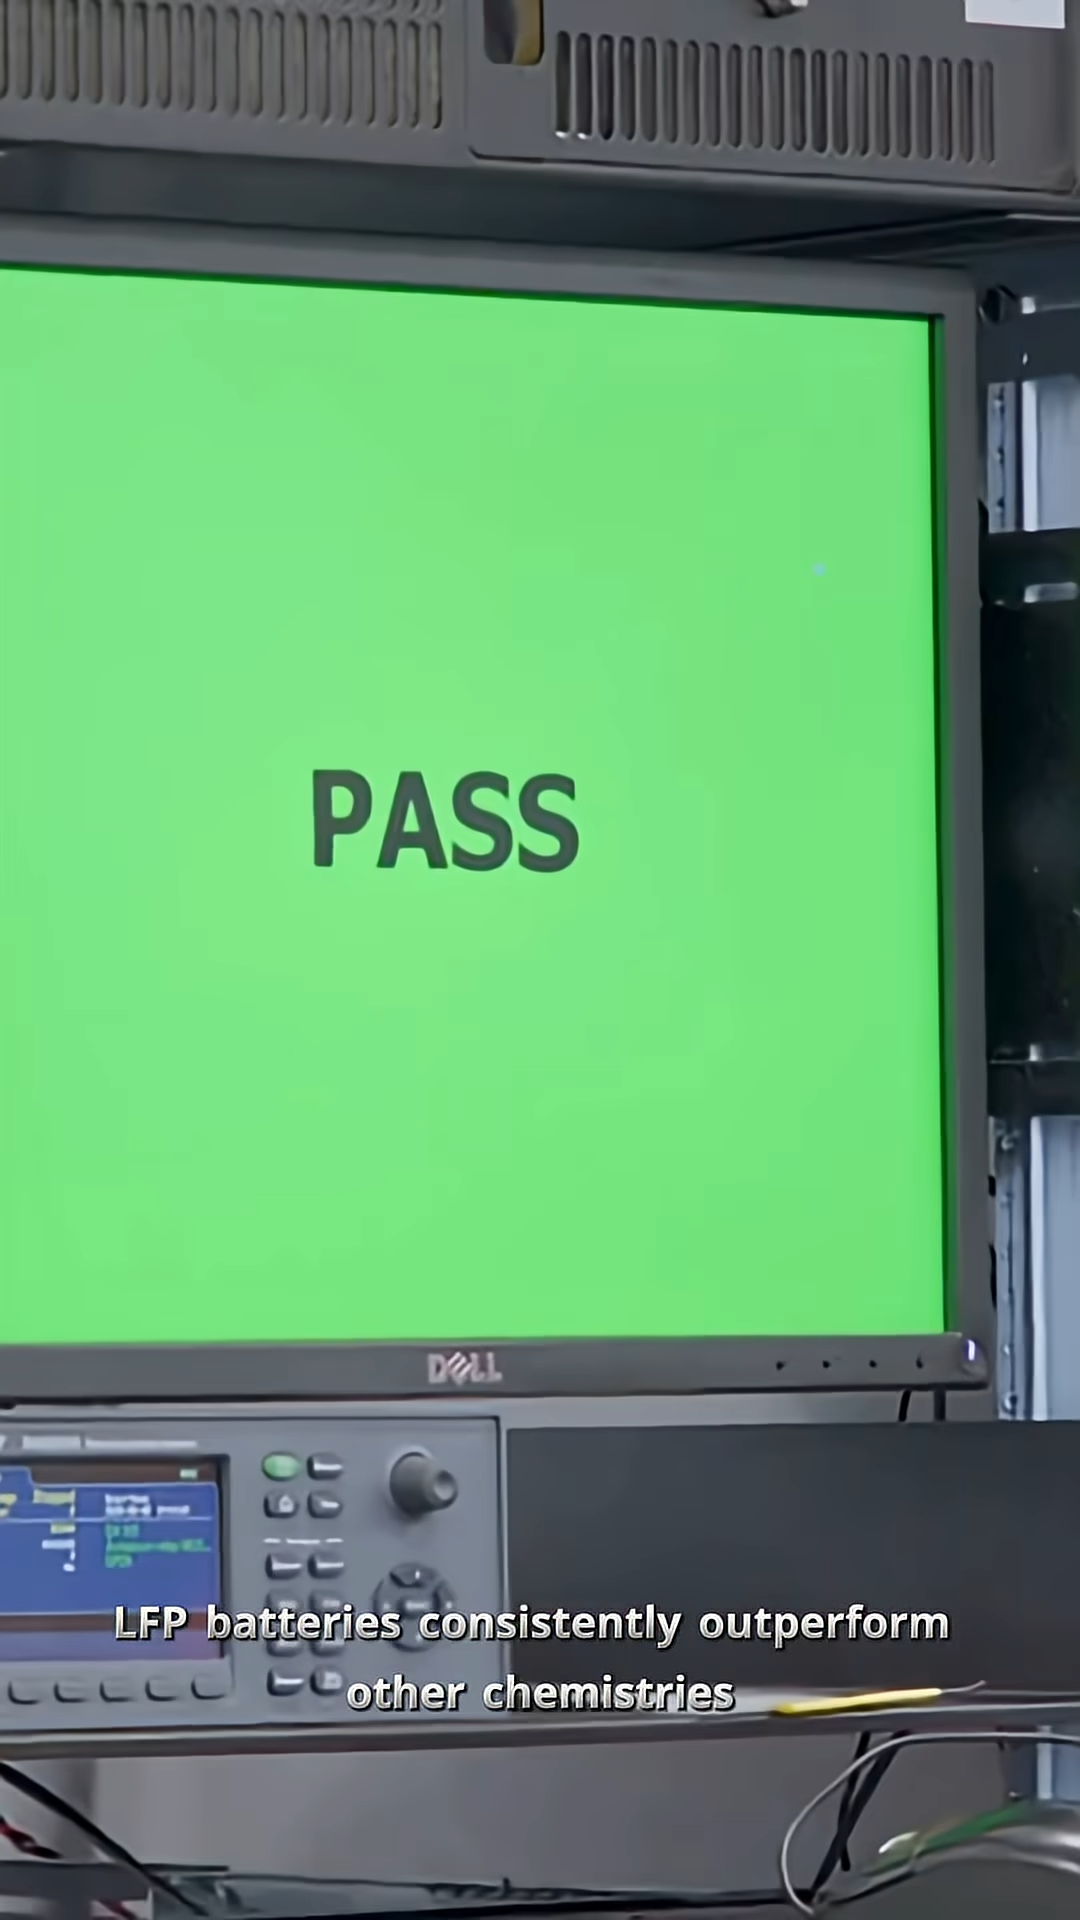 PASS
DELL
LFP batteries consistently outperform
other chemistries